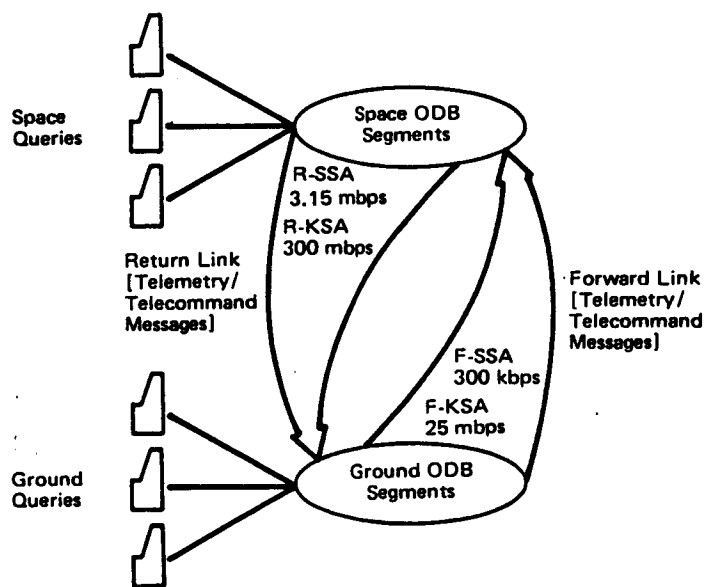 Space
Queries
Space ODB
Segments
R-SSA
3.15 mbps
R-KSA
300 mbps
Return Link
[Telemetry/
Telecommand
Messages]
Forward Link
[Telemetry/
Telecommand
Messages]
F-SSA
300 kbps
F-KSA
25 mbps
Ground
Queries
Ground ODB
Segments